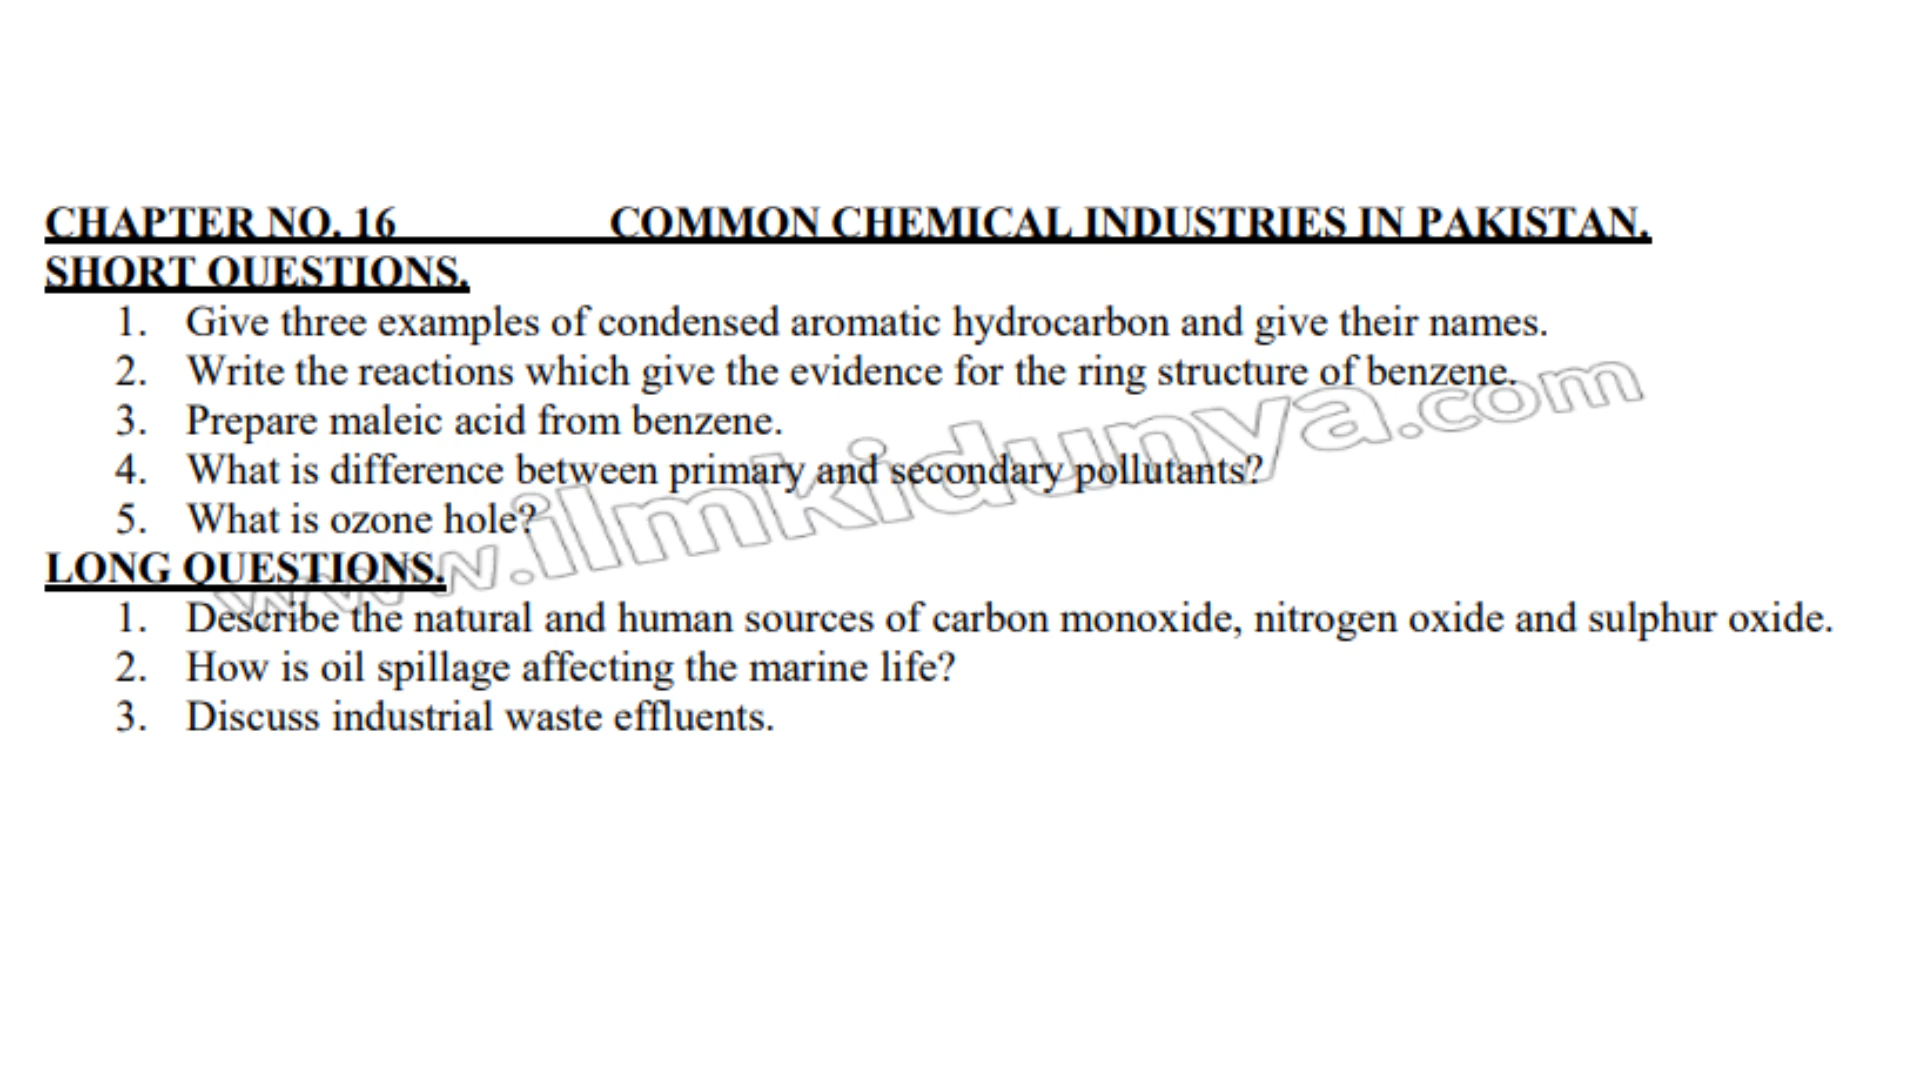 CHAPTER NO. 16 COMMON CHEMICAL INDUSTRIES IN PAKISTAN.
SHORT QUESTIONS.
1. Give three examples of condensed aromatic hydrocarbon and give their names.
2. Write the reactions which give the evidence for the ring structure of benzene.
3. Prepare maleic acid from benzene.
4. What is difference between primary and secondary pollutants?
5. What is ozone hole?
www.ilmkidunya.com
LONG QUESTIONS.
1. Describe the natural and human sources of carbon monoxide, nitrogen oxide and sulphur oxide.
2. How is oil spillage affecting the marine life?
3. Discuss industrial waste effluents.